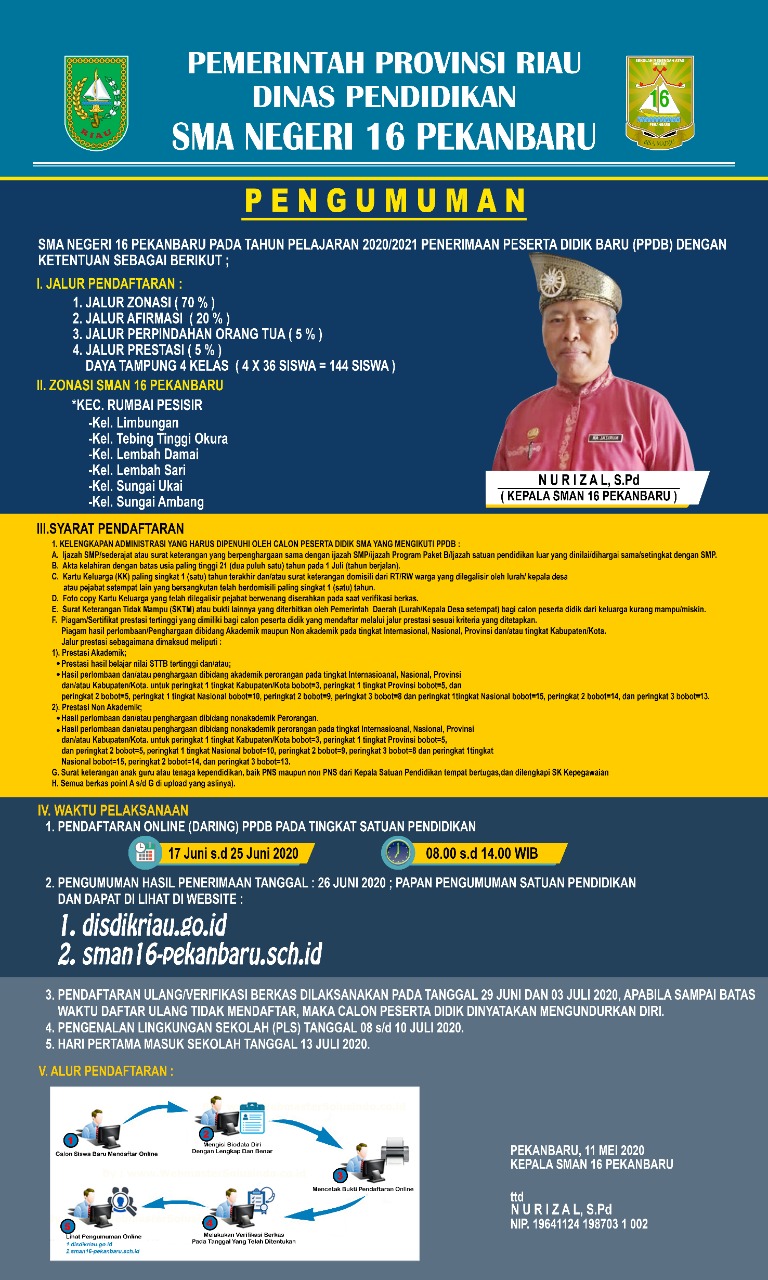 PEMERINTAH PROVINSI RIAU
DINAS PENDIDIKAN
SMA NEGERI 16 PEKANBARU
RIAU
16
PENGUMUMAN
SMA NEGERI 16 PEKANBARU PADA TAHUN PELAJARAN 2020/2021 PENERIMAAN PESERTA DIDIK BARU (PPDB) DENGAN
KETENTUAN SEBAGAI BERIKUT ;
I. JALUR PENDAFTARAN :
1. JALUR ZONASI ( 70 % )
2. JALUR AFIRMASI ( 20 % )
3. JALUR PERPINDAHAN ORANG TUA ( 5 % )
4. JALUR PRESTASI ( 5 % )
DAYA TAMPUNG 4 KELAS ( 4 X 36 SISWA = 144 SISWA )
II. ZONASI SMAN 16 PEKANBARU
*KEC. RUMBAI PESISIR
-Kel. Limbungan
-Kel. Tebing Tinggi Okura
-Kel. Lembah Damai
-Kel. Lembah Sari
-Kel. Sungai Ukai
-Kel. Sungai Ambang
N U R I Z A L, S.Pd
( KEPALA SMAN 16 PEKANBARU )
III.SYARAT PENDAFTARAN
1. KELENGKAPAN ADMINISTRASI YANG HARUS DIPENUHI OLEH CALON PESERTA DIDIK SMA YANG MENGIKUTI PPDB :
A. Ijazah SMP/sederajat atau surat keterangan yang berpenghargaan sama dengan ijazah SMP/ijazah Program Paket B/Ijazah satuan pendidikan luar yang dinilai/dihargai sama/setingkat dengan SMP.
B. Akta kelahiran dengan batas usia paling tinggi 21 (dua puluh satu) tahun pada 1 Juli (tahun berjalan).
C. Kartu Keluarga (KK) paling singkat 1 (satu) tahun terakhir dan/atau surat keterangan domisili dari RT/RW warga yang dilegalisir oleh lurah/ kepala desa
atau pejabat setempat lain yang bersangkutan telah berdomisili paling singkat 1 (satu) tahun.
D. Foto copy Kartu Keluarga yang telah dilegalisir pejabat berwenang diserahkan pada saat verifikasi berkas.
E. Surat Keterangan Tidak Mampu (SKTM) atau bukti lainnya yang diterbitkan oleh Pemerintah Daerah (Lurah/Kepala Desa setempat) bagi calon peserta didik dari keluarga kurang mampu/miskin.
F. Piagam/Sertifikat prestasi tertinggi yang dimiliki bagi calon peserta didik yang mendaftar melalui jalur prestasi sesuai kriteria yang ditetapkan.
Piagam hasil perlombaan/Penghargaan dibidang Akademik maupun Non akademik pada tingkat Internasional, Nasional, Provinsi dan/atau tingkat Kabupaten/Kota.
Jalur prestasi sebagaimana dimaksud meliputi :
1). Prestasi Akademik;
• Prestasi hasil belajar nilai STTB tertinggi dan/atau;
• Hasil perlombaan dan/atau penghargaan dibidang akademik perorangan pada tingkat Internasioanal, Nasional, Provinsi
dan/atau Kabupaten/Kota. untuk peringkat 1 tingkat Kabupaten/Kota bobot=3, peringkat 1 tingkat Provinsi bobot=5, dan
peringkat 2 bobot=5, peringkat 1 tingkat Nasional bobot=10, peringkat 2 bobot=9, peringkat 3 bobot=8 dan peringkat 1tingkat Nasional bobot=15, peringkat 2 bobot=14, dan peringkat 3 bobot=13.
2). Prestasi Non Akademik;
• Hasil perlombaan dan/atau penghargaan dibidang nonakademik Perorangan.
• Hasil perlombaan dan/atau penghargaan dibidang nonakademik perorangan pada tingkat Internasioanal, Nasional, Provinsi
dan/atau Kabupaten/Kota. untuk peringkat 1 tingkat Kabupaten/Kota bobot=3, peringkat 1 tingkat Provinsi bobot=5,
dan peringkat 2 bobot=5, peringkat 1 tingkat Nasional bobot=10, peringkat 2 bobot=9, peringkat 3 bobot=8 dan peringkat 1tingkat
Nasional bobot=15, peringkat 2 bobot=14, dan peringkat 3 bobot=13.
G. Surat keterangan anak guru atau tenaga kependidikan, baik PNS maupun non PNS dari Kepala Satuan Pendidikan tempat bertugas,dan dilengkapi SK Kepegawaian
H. Semua berkas point A s/d G di upload yang aslinya).
IV. WAKTU PELAKSANAAN
1. PENDAFTARAN ONLINE (DARING) PPDB PADA TINGKAT SATUAN PENDIDIKAN
17 Juni s.d 25 Juni 2020
08.00 s.d 14.00 WIB
2. PENGUMUMAN HASIL PENERIMAAN TANGGAL : 26 JUNI 2020 ; PAPAN PENGUMUMAN SATUAN PENDIDIKAN
DAN DAPAT DI LIHAT DI WEBSITE :
1. disdikriau.go.id
2. sman16-pekanbaru.sch.id
3. PENDAFTARAN ULANG/VERIFIKASI BERKAS DILAKSANAKAN PADA TANGGAL 29 JUNI DAN 03 JULI 2020, APABILA SAMPAI BATAS
WAKTU DAFTAR ULANG TIDAK MENDAFTAR, MAKA CALON PESERTA DIDIK DINYATAKAN MENGUNDURKAN DIRI.
4. PENGENALAN LINGKUNGAN SEKOLAH (PLS) TANGGAL 08 s/d 10 JULI 2020.
5. HARI PERTAMA MASUK SEKOLAH TANGGAL 13 JULI 2020.
V. ALUR PENDAFTARAN :
1
Calon Siswa Baru Mendaftar Online
2
Mengisi Biodata Diri
Dengan Lengkap Dan Benar
3
Mencetak Bukti Pendaftaran Online
4
Melakukan Verifikasi Berkas
Pada Tanggal Yang Telah Ditentukan
5
Lihat Pengumuman Online
1 disdikriau.go.id
2 sman16-pekanbaru.sch.id
PEKANBARU, 11 MEI 2020
KEPALA SMAN 16 PEKANBARU
ttd
N U R I Z A L, S.Pd
NIP. 19641124 198703 1 002